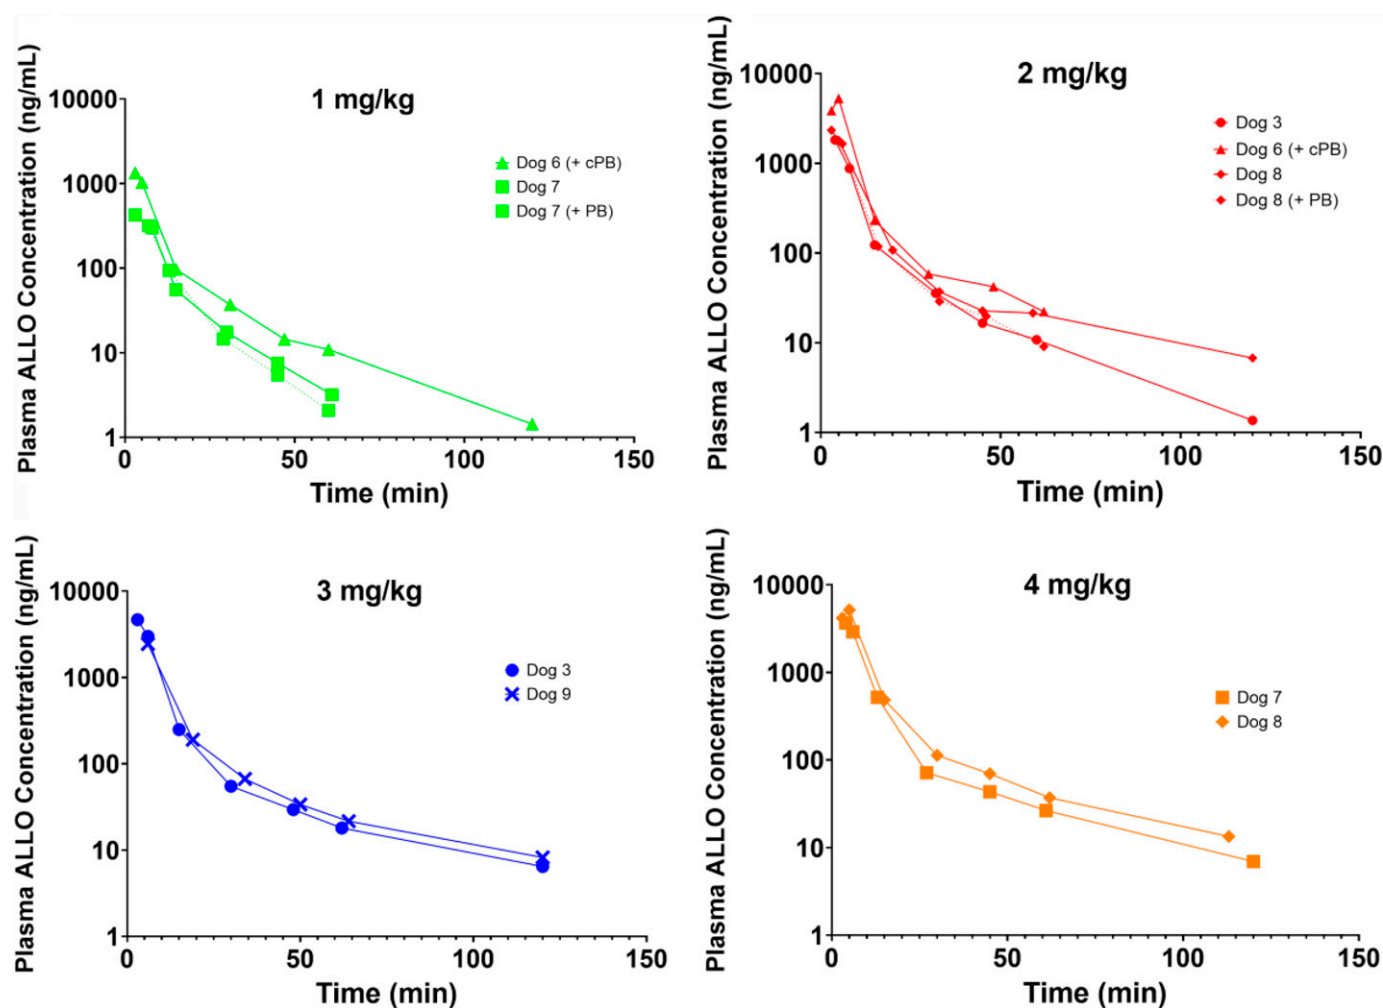 1 mg/kg
Plasma ALLO Concentration (ng/mL)
10000
1000
100
10
1
0
50
100
150
Time (min)
Dog 6 (+ cPB)
Dog 7
Dog 7 (+ PB)
2 mg/kg
Plasma ALLO Concentration (ng/mL)
10000
1000
100
10
1
0
50
100
150
Time (min)
Dog 3
Dog 6 (+ cPB)
Dog 8
Dog 8 (+ PB)
3 mg/kg
Plasma ALLO Concentration (ng/mL)
10000
1000
100
10
1
0
50
100
150
Time (min)
Dog 3
Dog 9
4 mg/kg
Plasma ALLO Concentration (ng/mL)
10000
1000
100
10
1
0
50
100
150
Time (min)
Dog 7
Dog 8